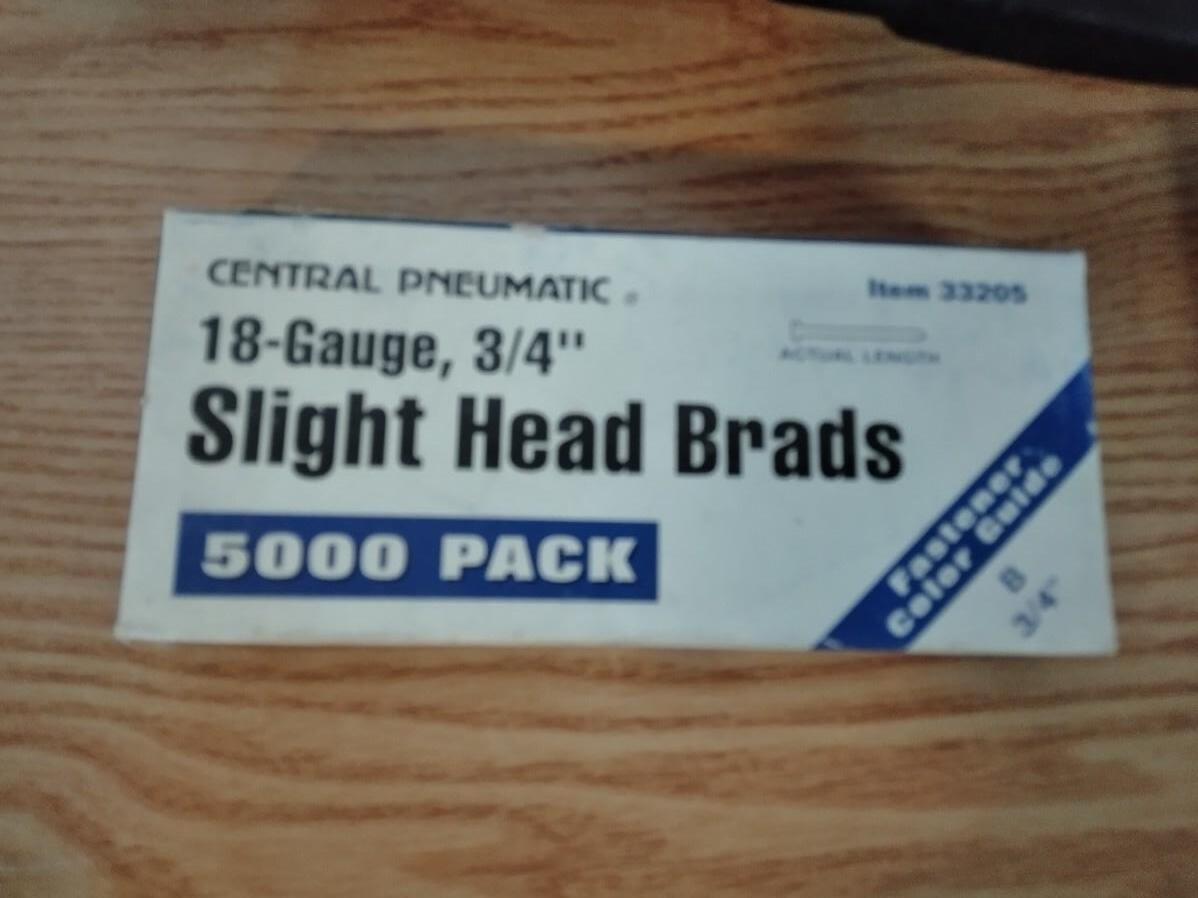 CENTRAL PNEUMATIC
Item 33205
18-Gauge, 3/4"
ACTUAL LENGTH
Slight Head Brads
5000 PACK
Fastener
Color Guide
B
3/4"